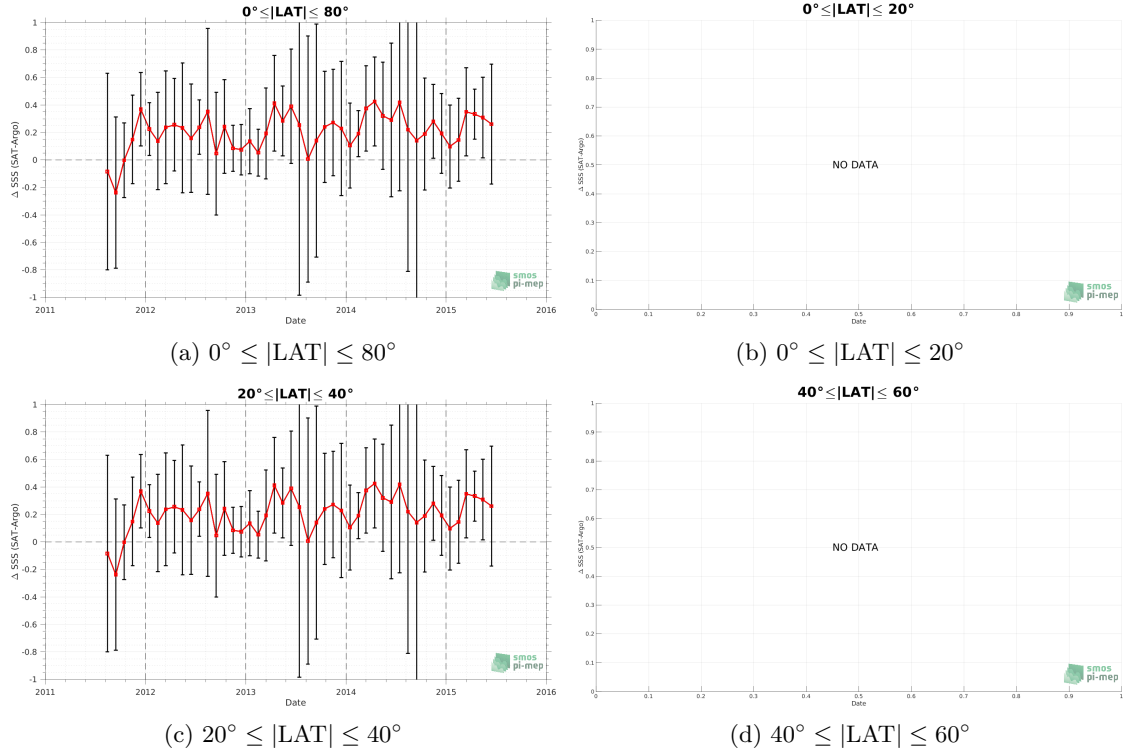 0°≤|LAT|≤ 80°
1
0.8
0.6
0.4
0.2
0
-0.2
-0.4
-0.6
-0.8
-1
Δ SSS (SAT-Argo)
2011 2012 2013 2014 2015 2016
Date
smos
pi-mep
(a) 0° ≤ |LAT| ≤ 80°
0°≤|LAT|≤ 20°
1
0.9
0.8
0.7
0.6
0.5
0.4
0.3
0.2
0.1
0
Δ SSS (SAT-Argo)
NO DATA
0 0.1 0.2 0.3 0.4 0.5 0.6 0.7 0.8 0.9 1
Date
smos
pi-mep
(b) 0° ≤ |LAT| ≤ 20°
20°≤|LAT|≤ 40°
1
0.8
0.6
0.4
0.2
0
-0.2
-0.4
-0.6
-0.8
-1
Δ SSS (SAT-Argo)
2011 2012 2013 2014 2015 2016
Date
smos
pi-mep
(c) 20° ≤ |LAT| ≤ 40°
40°≤|LAT|≤ 60°
1
0.9
0.8
0.7
0.6
0.5
0.4
0.3
0.2
0.1
0
Δ SSS (SAT-Argo)
NO DATA
0 0.1 0.2 0.3 0.4 0.5 0.6 0.7 0.8 0.9 1
Date
smos
pi-mep
(d) 40° ≤ |LAT| ≤ 60°